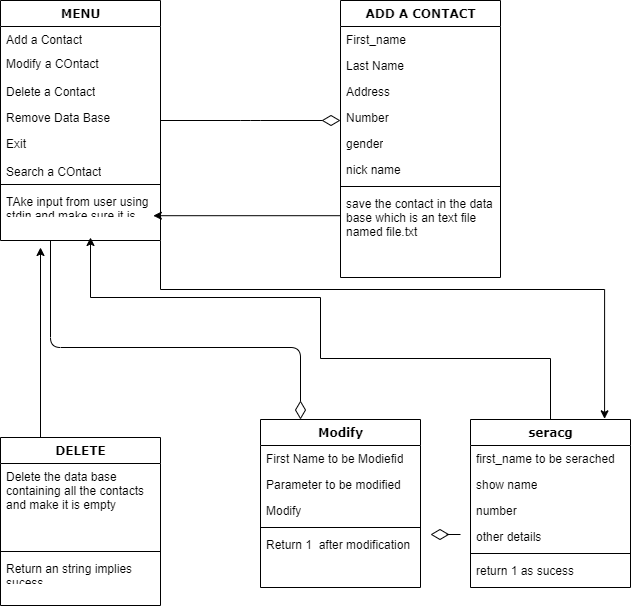 MENU
Add a Contact
Modify a COntact
Delete a Contact
Remove Data Base
Exit
Search a COntact
TAke input from user using
stdin and make sure it is
ADD A CONTACT
First_name
Last Name
Address
Number
gender
nick name
save the contact in the data
base which is an text file
named file.txt
DELETE
Delete the data base
containing all the contacts
and make it is empty
Return an string implies
sucess
Modify
First Name to be Modiefid
Parameter to be modified
Modify
Return 1 after modification
seracg
first_name to be serached
show name
number
other details
return 1 as sucess